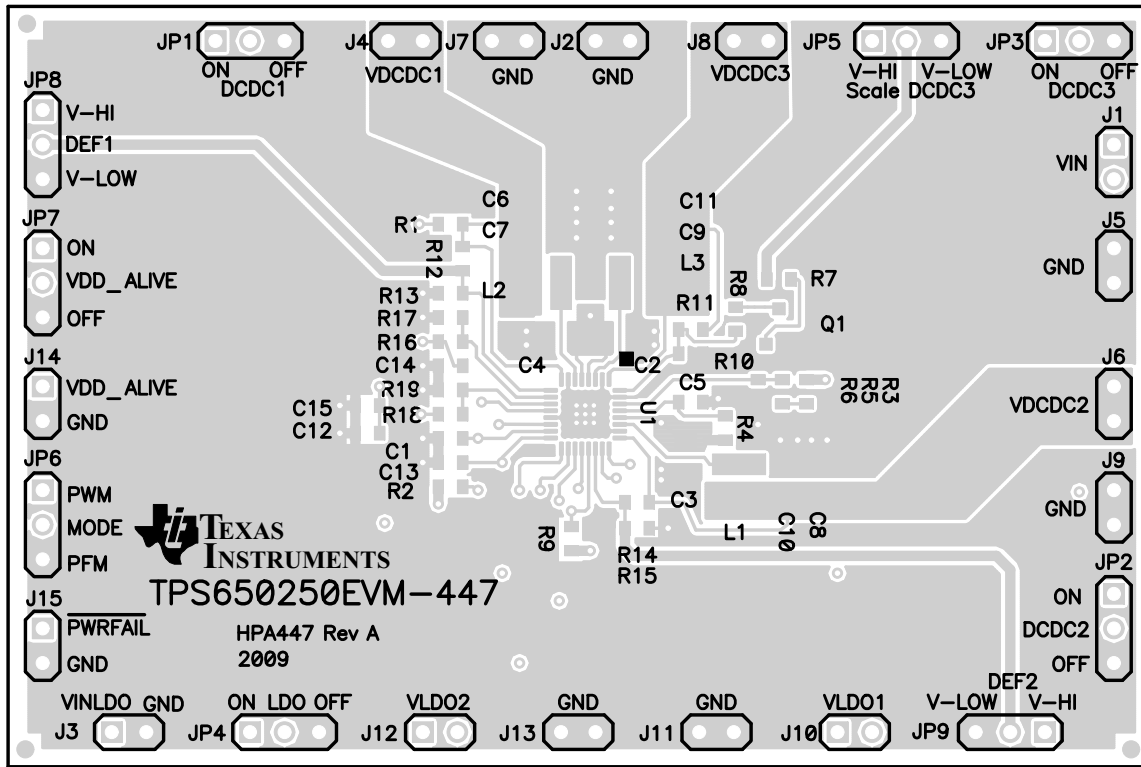 JP1
J4
J7
J2
J8
JP5
JP3
ON OFF
DCDC1
VDCDC1
GND
GND
VDCDC3
V-HI V-LOW
Scale DCDC3
ON OFF
DCDC3
JP8
V-HI
DEF1
V-LOW
J1
VIN
JP7
ON
VDD_ALIVE
OFF
J5
GND
C6
C7
R1
R12
L2
R13
R17
R16
C14
R19
R18
C15
C12
C1
C13
R2
C11
C9
L3
R8
R7
R11
Q1
R10
C4
C2
C5
U1
R4
R6
R5
R3
J14
VDD_ALIVE
GND
J6
VDCDC2
JP6
PWM
MODE
PFM
J9
GND
C3
L1
C10
C8
R9
R14
R15
TEXAS
INSTRUMENTS
TPS650250EVM-447
HPA447 Rev A
2009
J15
PWRFAIL
GND
JP2
ON
DCDC2
OFF
VINLDO GND
J3
ON LDO OFF
JP4
VLDO2
J12
GND
J13
GND
J11
VLDO1
J10
DEF2
V-LOW V-HI
JP9